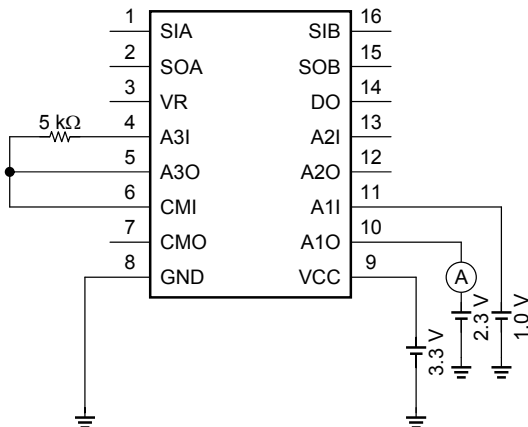 1 SIA SIB 16
2 SOA SOB 15
3 VR DO 14
5 kΩ 4 A3I A2I 13
5 A3O A2O 12
6 CMI A1I 11
7 CMO A1O 10
8 GND VCC 9
A
3.3 V
2.3 V
1.0 V